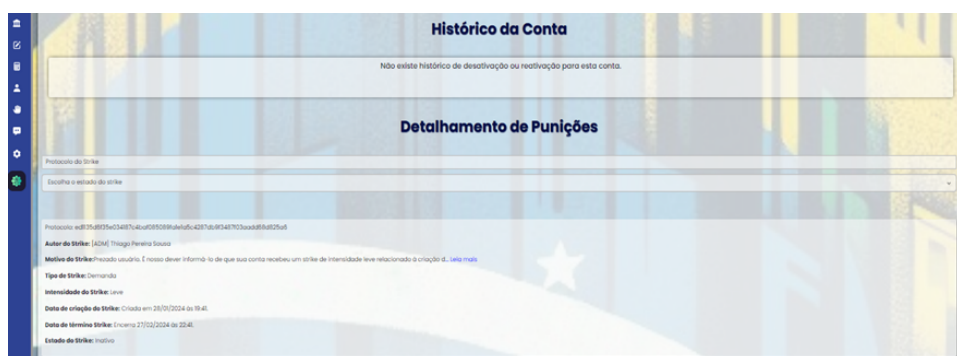 Histórico da Conta
Não existe histórico de desativação ou reativação para esta conta.
Detalhamento de Punições
Protocolo do Strike
Escolha o estado do strike
Protocolo:
Autor do Strike: [ADM] Thiago Pereira Sousa
Motivo do Strike:Prezado usuário. É nosso dever informá-lo de que sua conta recebeu um strike de intensidade leve relacionado à criação d... Leia mais
Tipo de Strike: Demanda
Intensidade do Strike: Leve
Data de criação do Strike: Criada em 28/01/2024 às 19:41.
Data de término Strike: Encerra 27/02/2024 às 22:41.
Estado do Strike: Inativo